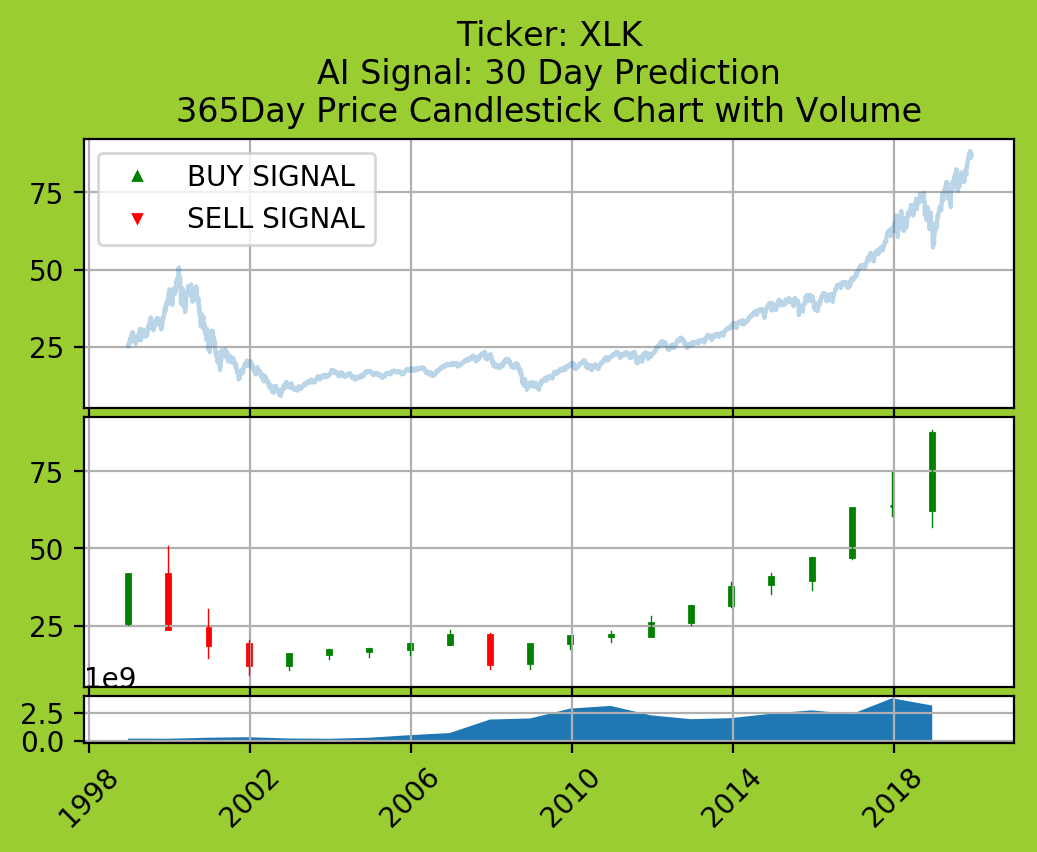 Ticker: XLK
AI Signal: 30 Day Prediction
365Day Price Candlestick Chart with Volume
BUY SIGNAL
SELL SIGNAL
75
50
25
75
50
25
1e9
2.5
0.0
1998
2002
2006
2010
2014
2018